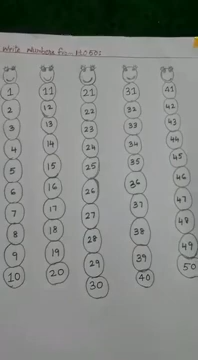 Write Numbers from No.50:
1 11 21 31 41
2 12 22 32 42
3 13 23 33 43
4 14 24 34 44
5 15 25 35 45
6 16 26 36 46
7 17 27 37 47
8 18 28 38 48
9 19 29 39 49
10 20 30 40 50